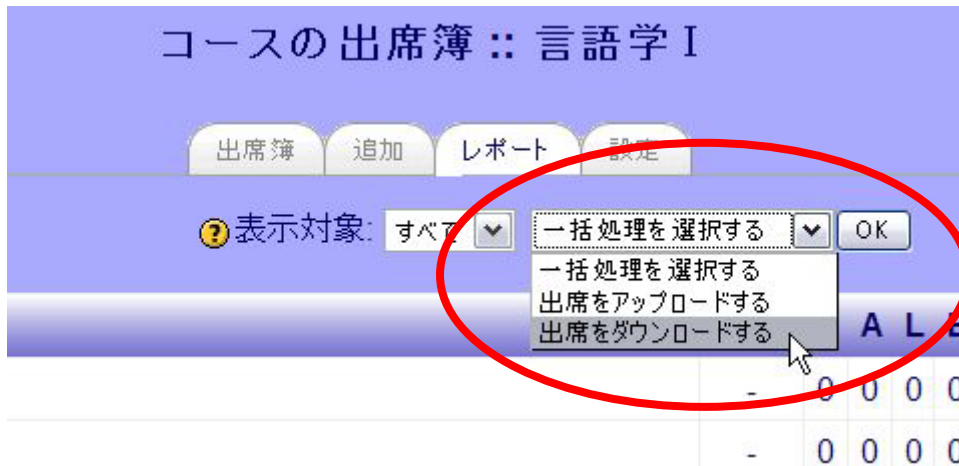 コースの出席簿 :: 言語学 I
出席簿 追加 レポート 設定
表示対象: すべて 一括処理を選択する OK
一括処理を選択する
出席をアップロードする
出席をダウンロードする
A L E
- 0 0 0 0
- 0 0 0 0